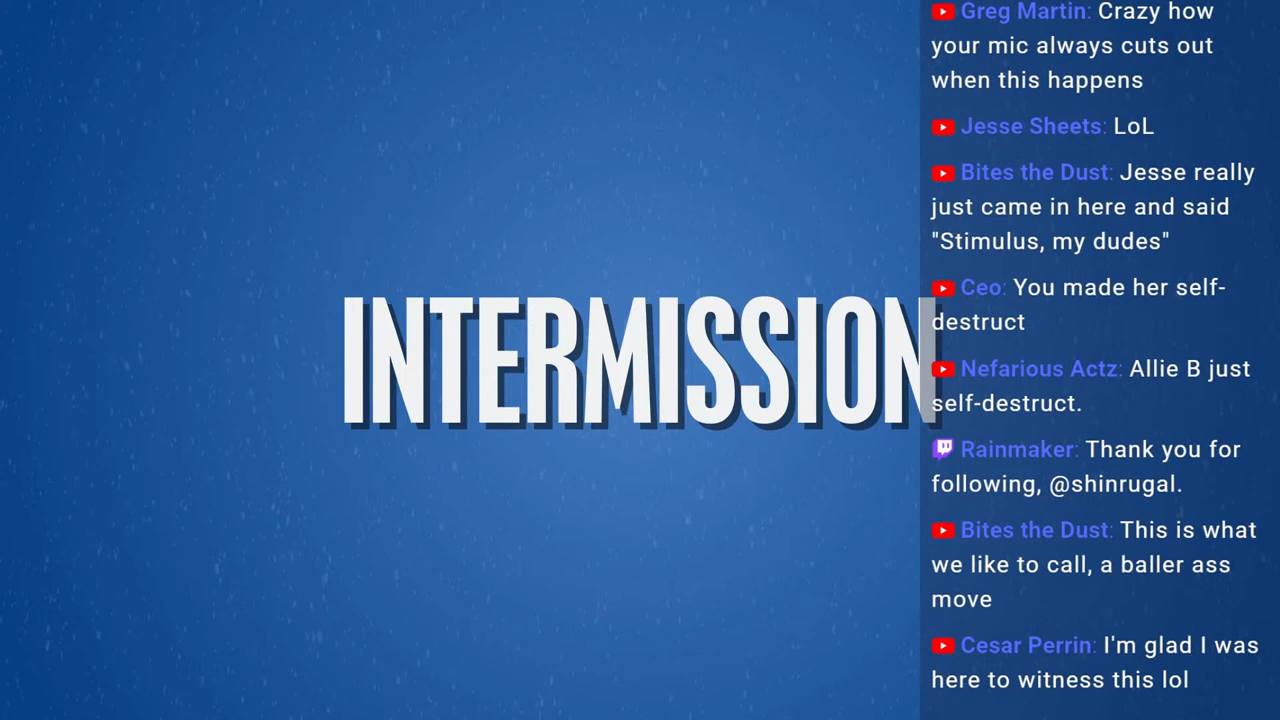 INTERMISSION
Greg Martin: Crazy how
your mic always cuts out
when this happens
Jesse Sheets: LoL
Bites the Dust: Jesse really
just came in here and said
"Stimulus, my dudes"
Ceo: You made her self-
destruct
Nefarious Actz: Allie B just
self-destruct.
Rainmaker: Thank you for
following, @shinrugal.
Bites the Dust: This is what
we like to call, a baller ass
move
Cesar Perrin: I'm glad I was
here to witness this lol